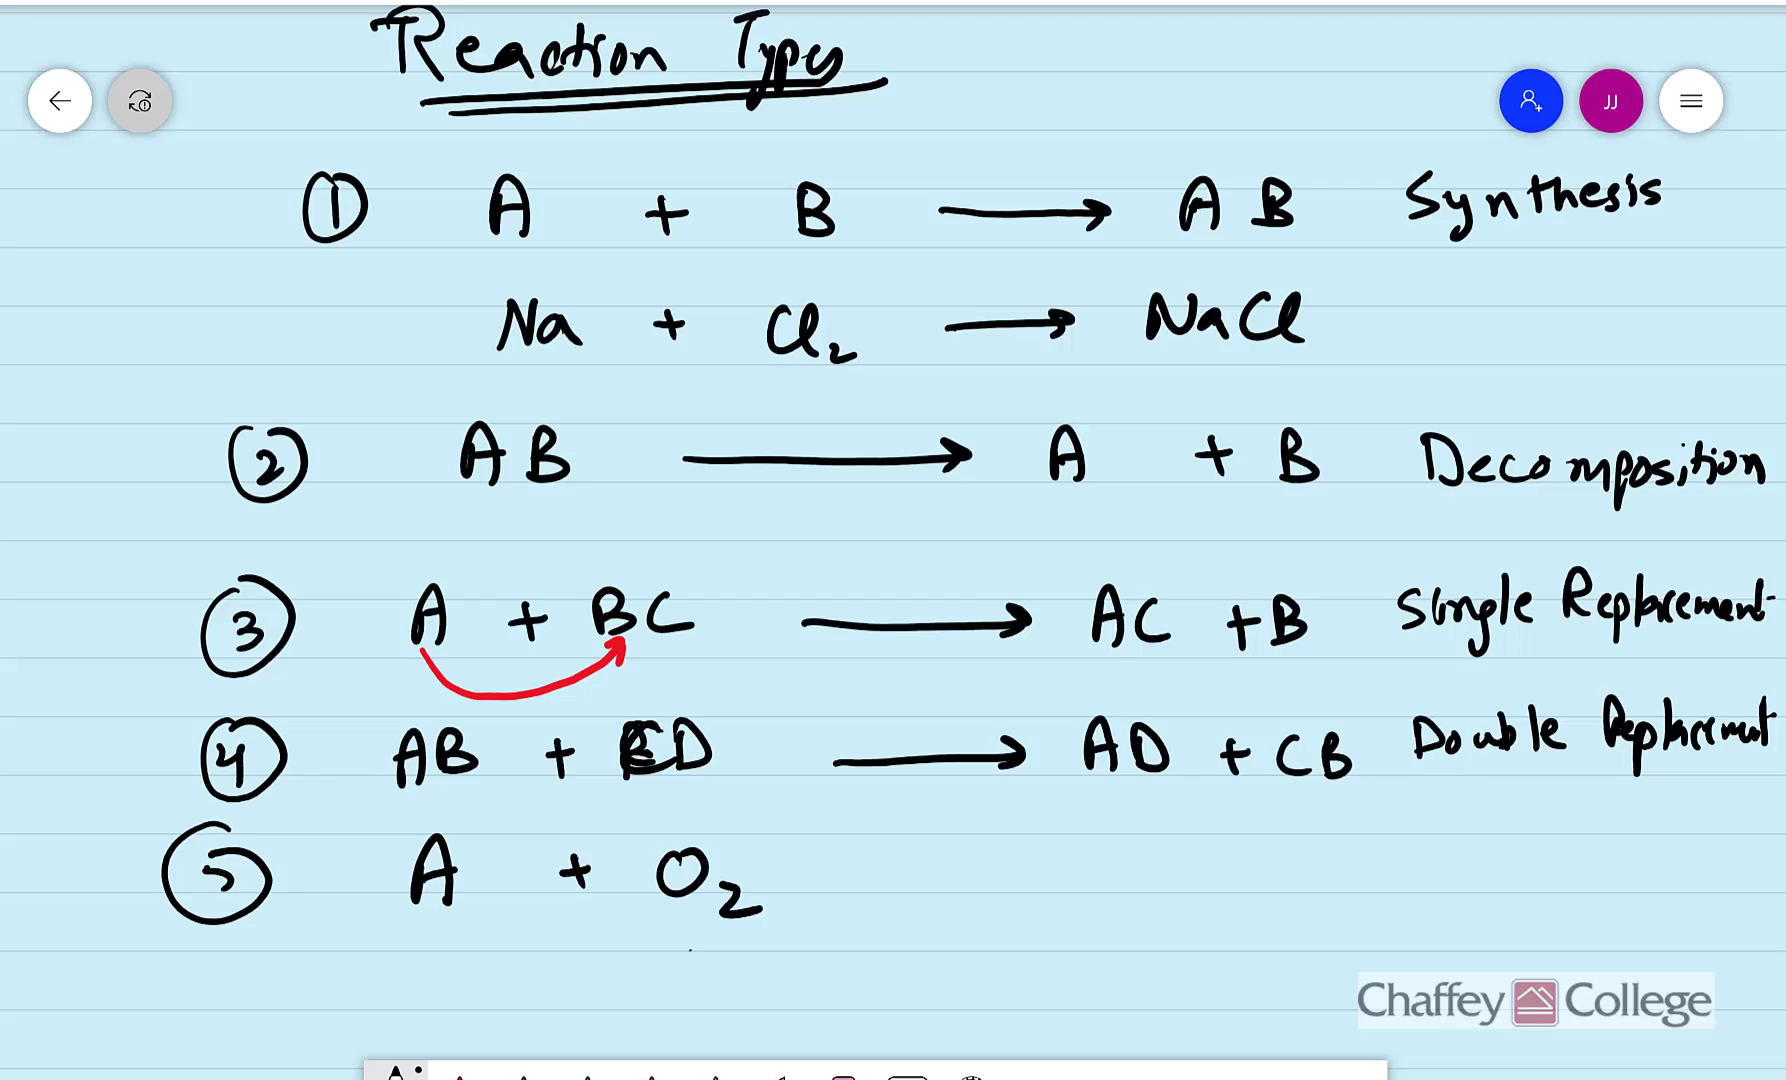 Reaction Types
JJ
① A + B → AB Synthesis
Na + Cl₂ → NaCl
② AB → A + B Decomposition
③ A + BC → AC + B Single Replacement
④ AB + CD → AD + CB Double Replacement
⑤ A + O₂
Chaffey College